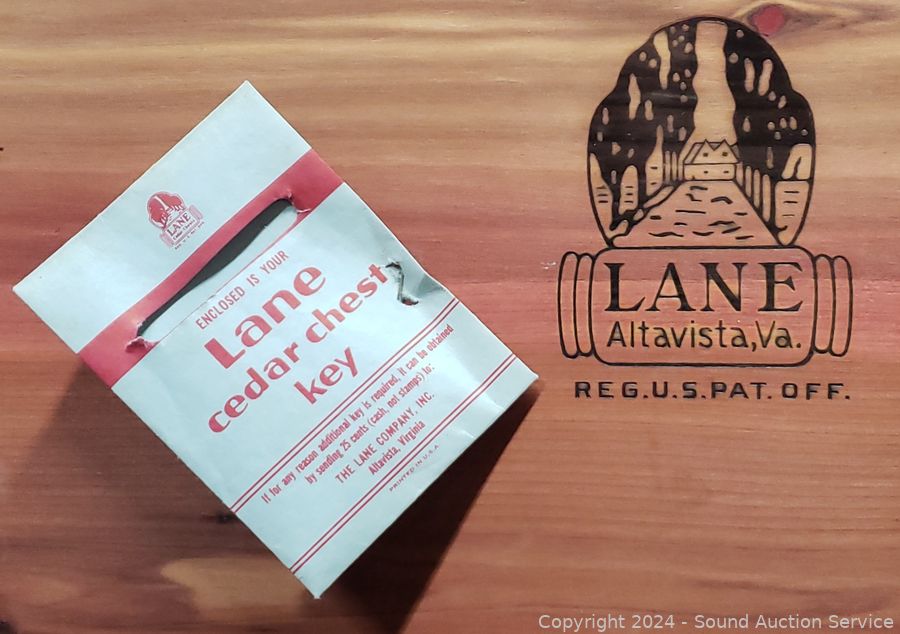 LANE
ENCLOSED IS YOUR
Lane
cedar chest
key
If for any reason additional key is required, it can be obtained
by sending 25 cents (cash, not stamps) to:
THE LANE COMPANY, INC.
Altavista, Virginia
PRINTED IN U.S.A.
LANE
Altavista,Va.
REG.U.S.PAT. OFF.
Copyright 2024 - Sound Auction Service